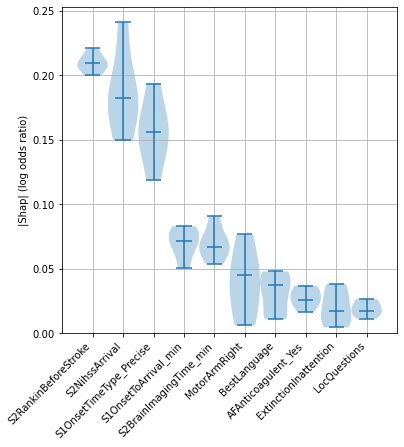 0.25
0.20
0.15
0.10
0.05
0.00
|Shap| (log odds ratio)
S2RankinBeforeStroke
S2NihssArrival
S1OnsetTimeType_Precise
S1OnsetToArrival_min
S2BrainImagingTime_min
MotorArmRight
BestLanguage
AFAnticoagulent_Yes
ExtinctionInattention
LocQuestions